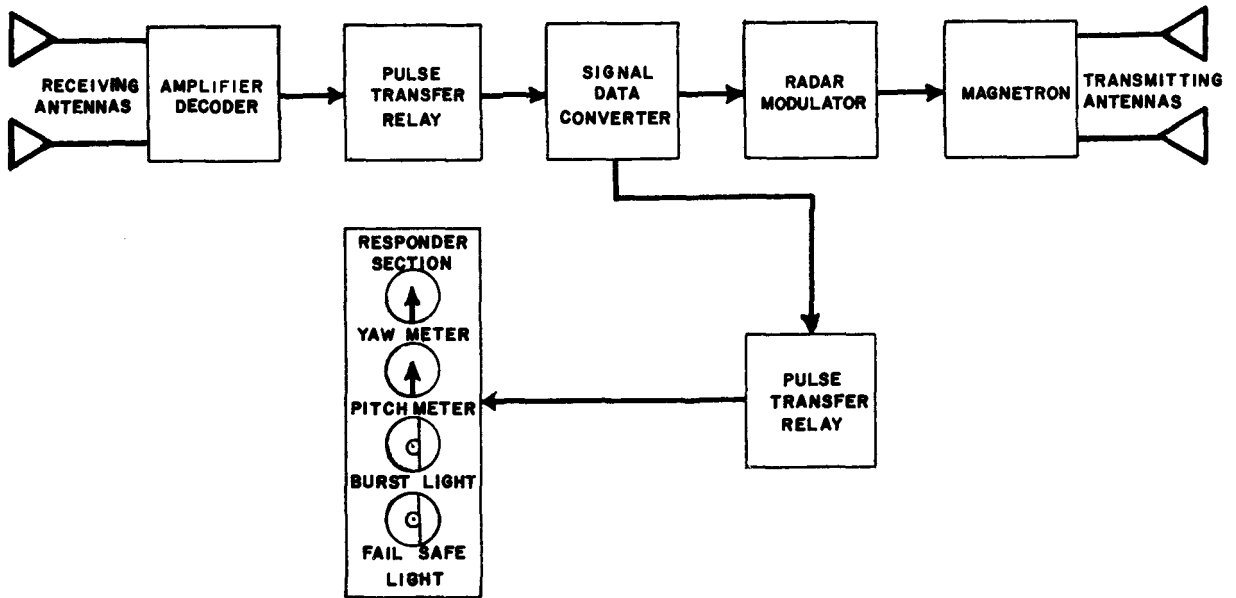 RECEIVING
ANTENNAS
AMPLIFIER
DECODER
PULSE
TRANSFER
RELAY
SIGNAL
DATA
CONVERTER
RADAR
MODULATOR
MAGNETRON
TRANSMITTING
ANTENNAS
RESPONDER
SECTION
YAW METER
PITCH METER
BURST LIGHT
FAIL SAFE
LIGHT
PULSE
TRANSFER
RELAY